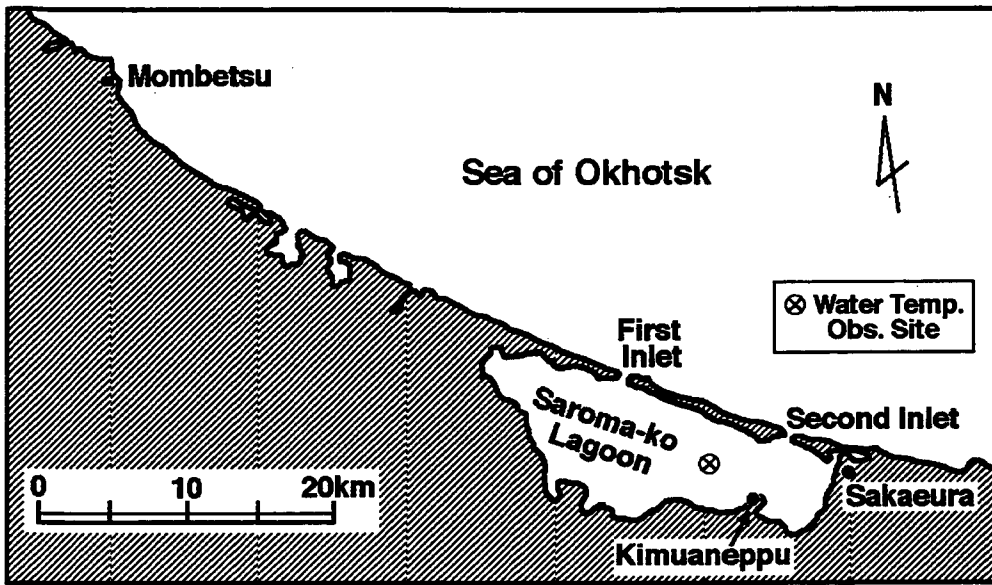 Mombetsu
N
Sea of Okhotsk
Water Temp.
Obs. Site
First
Inlet
Second Inlet
Saroma-ko
Lagoon
0 10 20km
Sakaeura
Kimuaneppu